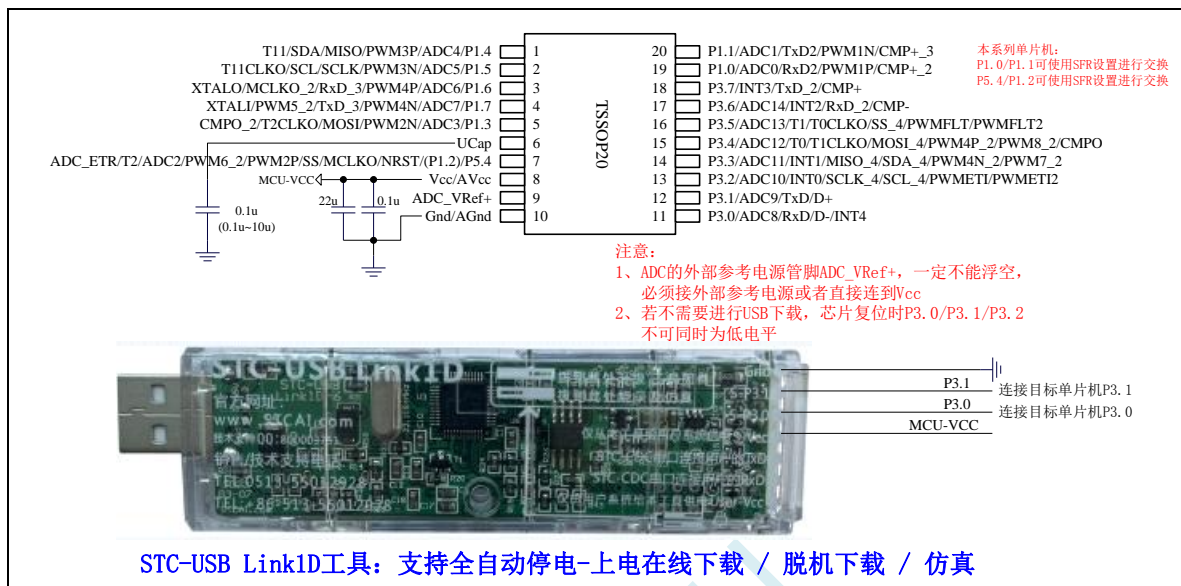 T11/SDA/MISO/PWM3P/ADC4/P1.4 1
T11CLKO/SCL/SCLK/PWM3N/ADC5/P1.5 2
XTALO/MCLKO_2/RxD_3/PWM4P/ADC6/P1.6 3
XTALI/PWM5_2/TxD_3/PWM4N/ADC7/P1.7 4
CMPO_2/T2CLKO/MOSI/PWM2N/ADC3/P1.3 5
UCap 6
ADC_ETR/T2/ADC2/PWM6_2/PWM2P/SS/MCLKO/NRST/(P1.2)/P5.4 7
MCU-VCC Vcc/AVcc 8
ADC_VRef+ 9
Gnd/AGnd 10
22u 0.1u
0.1u
(0.1u~10u)
TSSOP20
20 P1.1/ADC1/TxD2/PWM1N/CMP+_3
19 P1.0/ADC0/RxD2/PWM1P/CMP+_2
18 P3.7/INT3/TxD_2/CMP+
17 P3.6/ADC14/INT2/RxD_2/CMP-
16 P3.5/ADC13/T1/T0CLKO/SS_4/PWMFLT/PWMFLT2
15 P3.4/ADC12/T0/T1CLKO/MOSI_4/PWM4P_2/PWM8_2/CMPO
14 P3.3/ADC11/INT1/MISO_4/SDA_4/PWM4N_2/PWM7_2
13 P3.2/ADC10/INT0/SCLK_4/SCL_4/PWMETI/PWMETI2
12 P3.1/ADC9/TxD/D+
11 P3.0/ADC8/RxD/D-/INT4
本系列单片机：
P1.0/P1.1可使用SFR设置进行交换
P5.4/P1.2可使用SFR设置进行交换
注意：
1、ADC的外部参考电源管脚ADC_VRef+，一定不能浮空，
必须接外部参考电源或者直接连到Vcc
2、若不需要进行USB下载，芯片复位时P3.0/P3.1/P3.2
不可同时为低电平
STC-USB Link1D
官方网址:
技术支持QQ:
TEL:0513-55012928
Gnd
P3.1 连接目标单片机P3.1
P3.0 连接目标单片机P3.0
MCU-VCC
STC-USB Link1D工具：支持全自动停电-上电在线下载 / 脱机下载 / 仿真